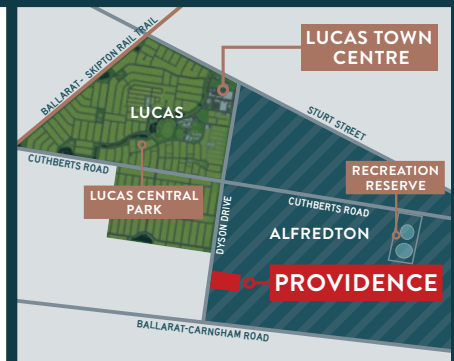 LUCAS TOWN
CENTRE
BALLARAT - SKIPTON RAIL TRAIL
LUCAS
STURT STREET
CUTHBERTS ROAD
RECREATION
RESERVE
LUCAS CENTRAL
PARK
CUTHBERTS ROAD
DYSON DRIVE
ALFREDTON
PROVIDENCE
BALLARAT-CARNGHAM ROAD